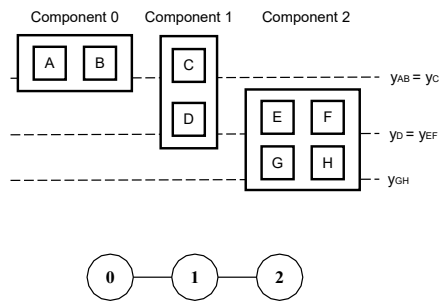 Component 0 Component 1 Component 2
A B C
yAB = yC
D E F
yD = yEF
G H
yGH
0 1 2